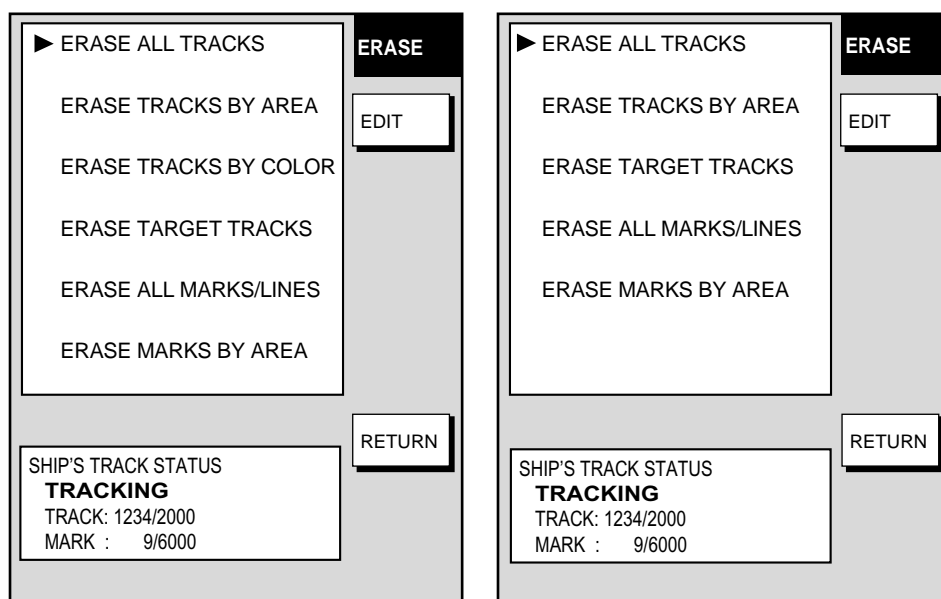 ▶ ERASE ALL TRACKS
ERASE TRACKS BY AREA
ERASE TRACKS BY COLOR
ERASE TARGET TRACKS
ERASE ALL MARKS/LINES
ERASE MARKS BY AREA
ERASE
EDIT
RETURN
SHIP'S TRACK STATUS
TRACKING
TRACK: 1234/2000
MARK : 9/6000
▶ ERASE ALL TRACKS
ERASE TRACKS BY AREA
ERASE TARGET TRACKS
ERASE ALL MARKS/LINES
ERASE MARKS BY AREA
ERASE
EDIT
RETURN
SHIP'S TRACK STATUS
TRACKING
TRACK: 1234/2000
MARK : 9/6000